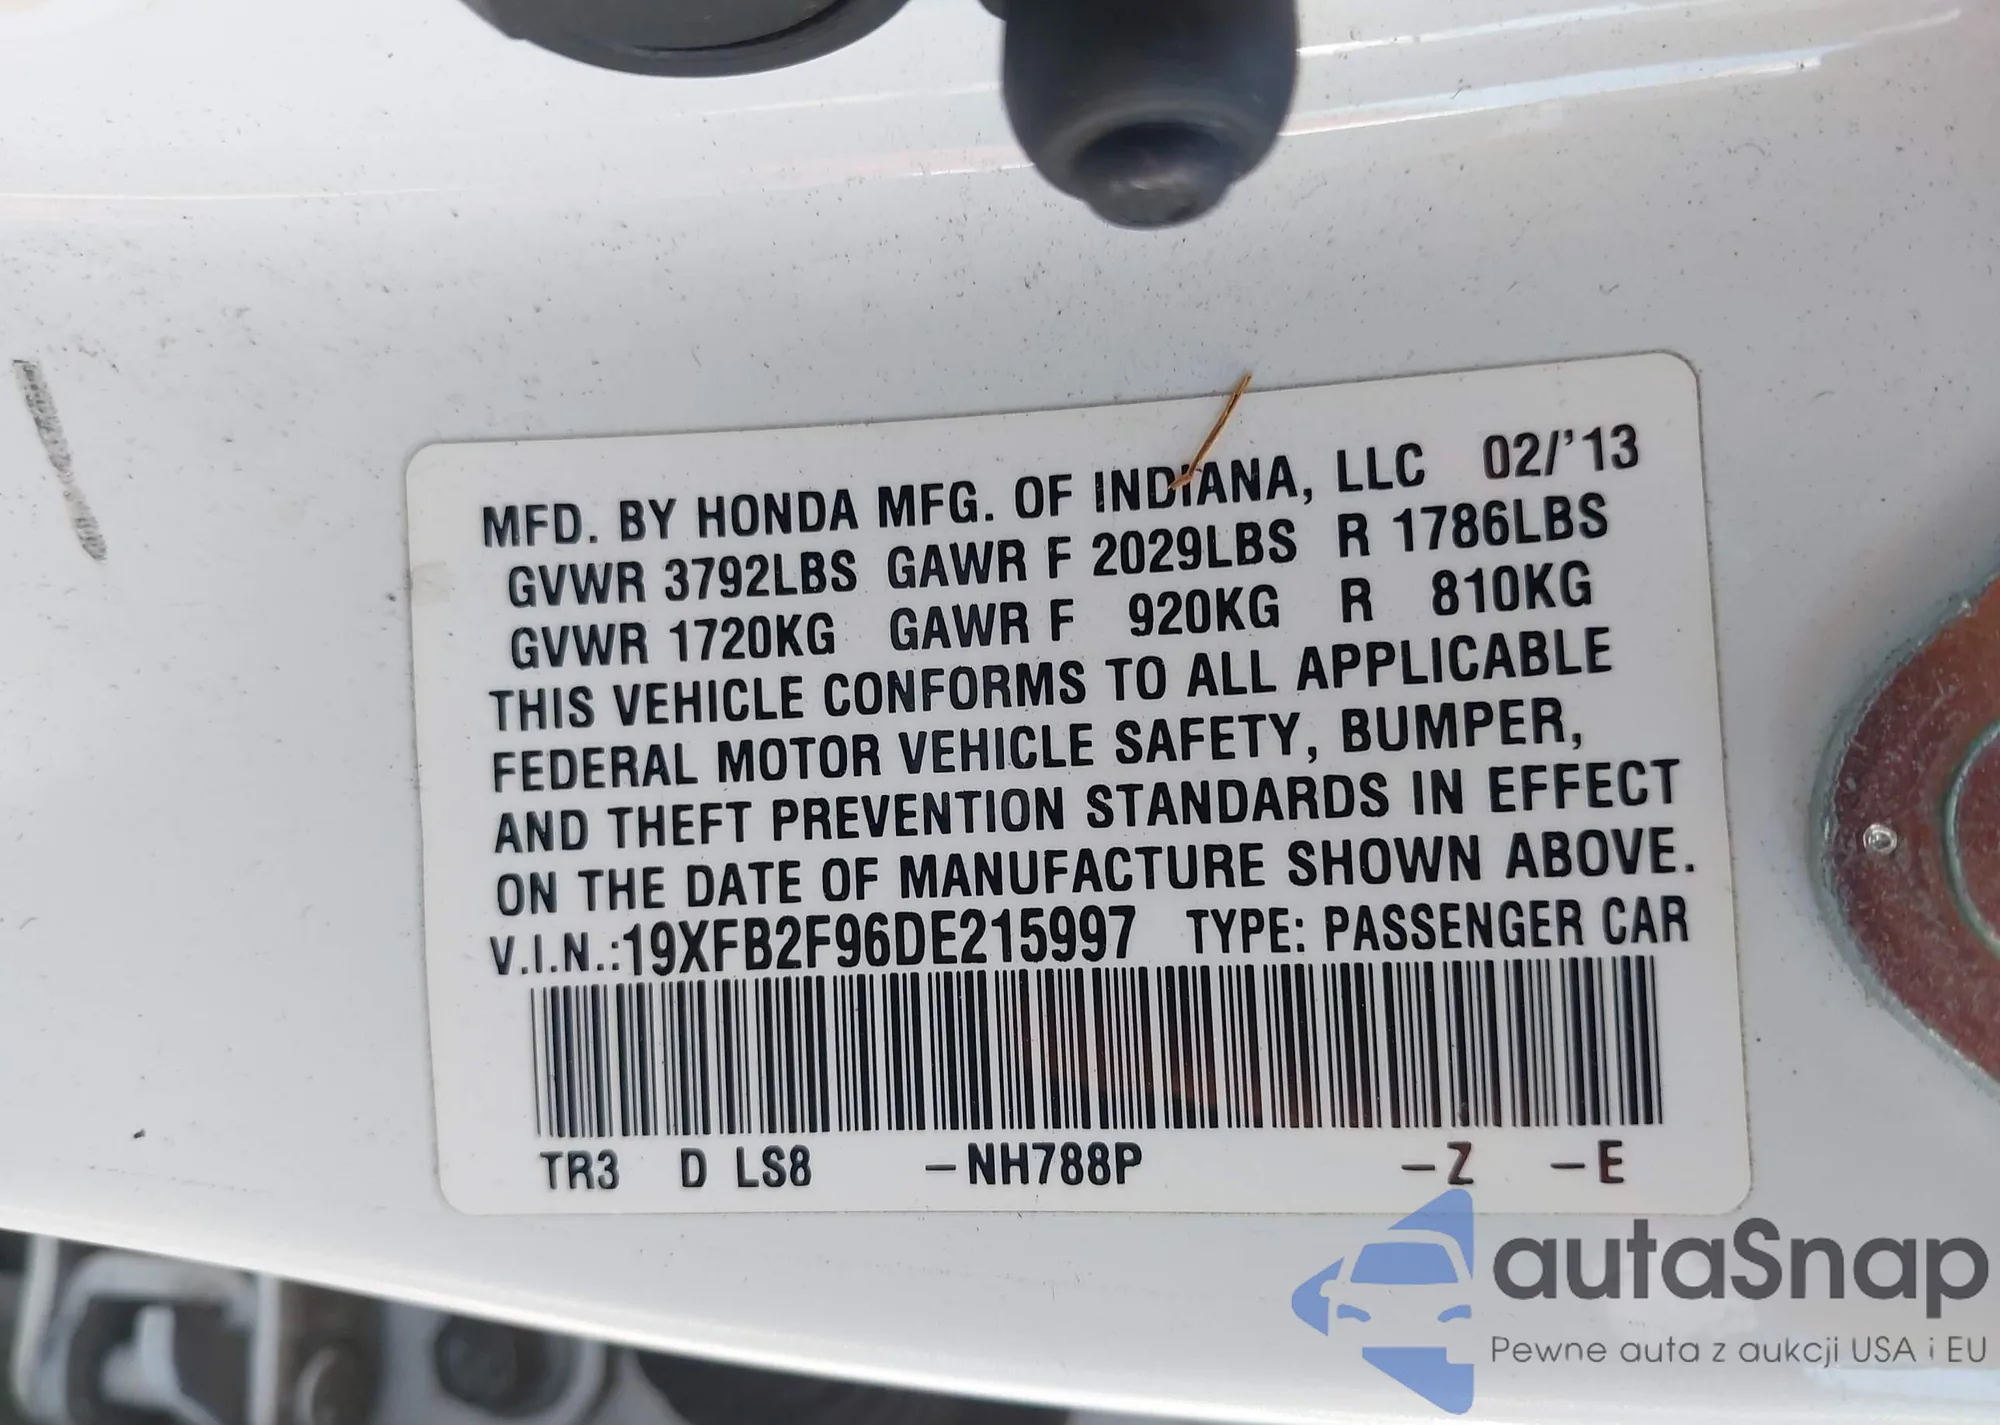 MFD. BY HONDA MFG. OF INDIANA, LLC 02/'13
GVWR 3792LBS GAWR F 2029LBS R 1786LBS
GVWR 1720KG GAWR F 920KG R 810KG
THIS VEHICLE CONFORMS TO ALL APPLICABLE
FEDERAL MOTOR VEHICLE SAFETY, BUMPER,
AND THEFT PREVENTION STANDARDS IN EFFECT
ON THE DATE OF MANUFACTURE SHOWN ABOVE.
V.I.N.:19XFB2F96DE215997 TYPE: PASSENGER CAR
TR3 D LS8 –NH788P –Z –E
autaSnap
Pewne auta z aukcji USA i EU